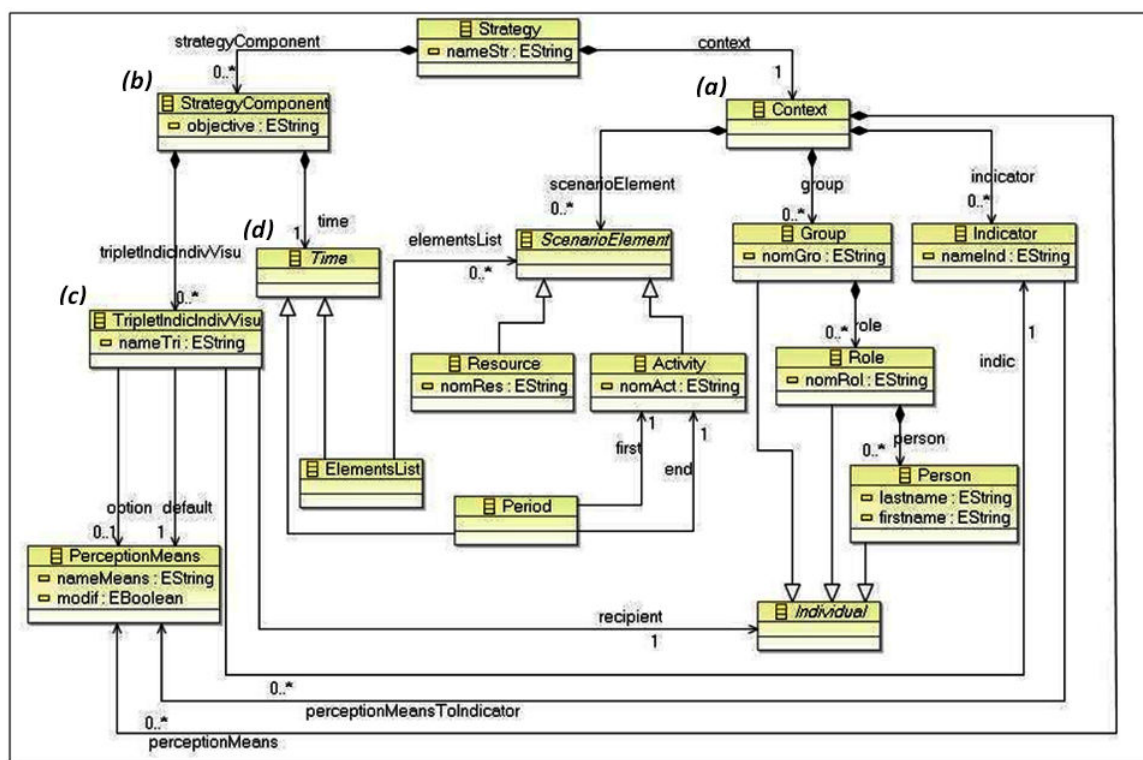 Strategy
nameStr : EString
strategyComponent
0..*
context
1
(b)
StrategyComponent
objective : EString
(a)
Context
scenarioElement
0..*
group
0..*
indicator
0..*
time
1
(d)
Time
tripletIndicIndivVisu
0..*
elementsList
0..*
ScenarioElement
Group
nomGro : EString
Indicator
nameInd : EString
(c)
TripletIndicIndivVisu
nameTri : EString
role
0..*
1
indic
Resource
nomRes : EString
Activity
nomAct : EString
Role
nomRol : EString
first
1
end
1
person
0..*
ElementsList
Period
Person
lastname : EString
firstname : EString
option
0..1
default
1
PerceptionMeans
nameMeans : EString
modif : EBoolean
recipient
1
Individual
0..*
perceptionMeansToIndicator
0..*
perceptionMeans